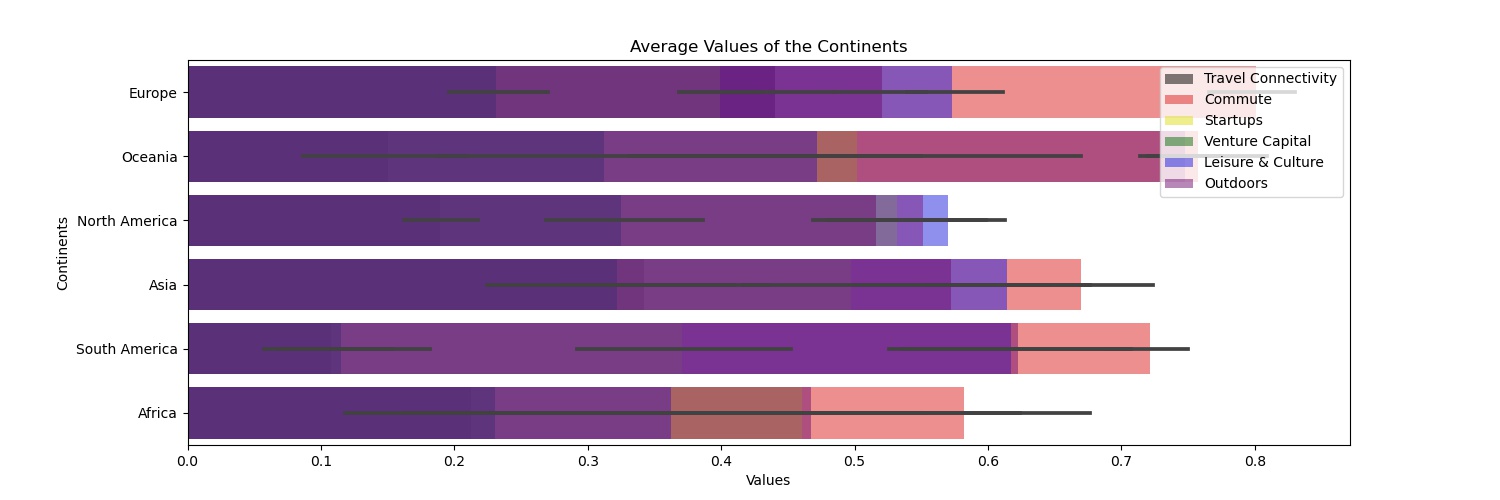 Average Values of the Continents
Travel Connectivity
Commute
Startups
Venture Capital
Leisure & Culture
Outdoors
Continents
Europe
Oceania
North America
Asia
South America
Africa
0.0 0.1 0.2 0.3 0.4 0.5 0.6 0.7 0.8
Values